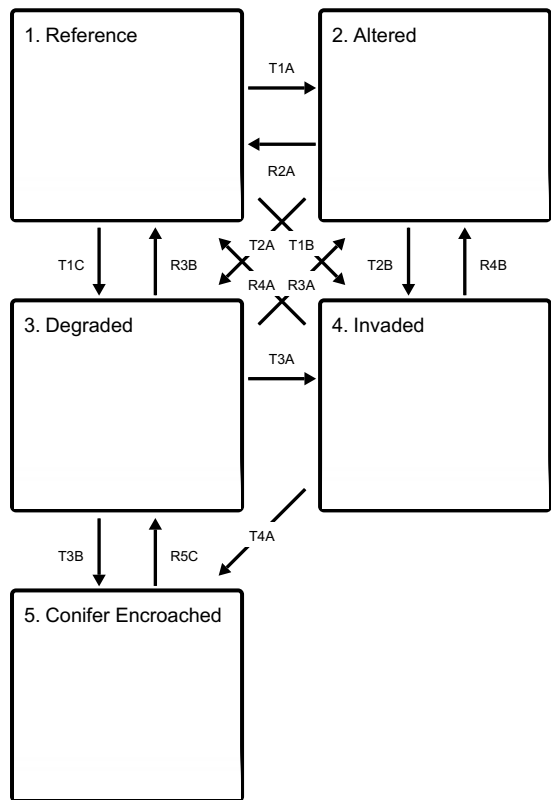 1. Reference
2. Altered
T1A
R2A
T2A
T1B
T1C
R3B
T2B
R4B
R4A
R3A
3. Degraded
4. Invaded
T3A
T4A
T3B
R5C
5. Conifer Encroached